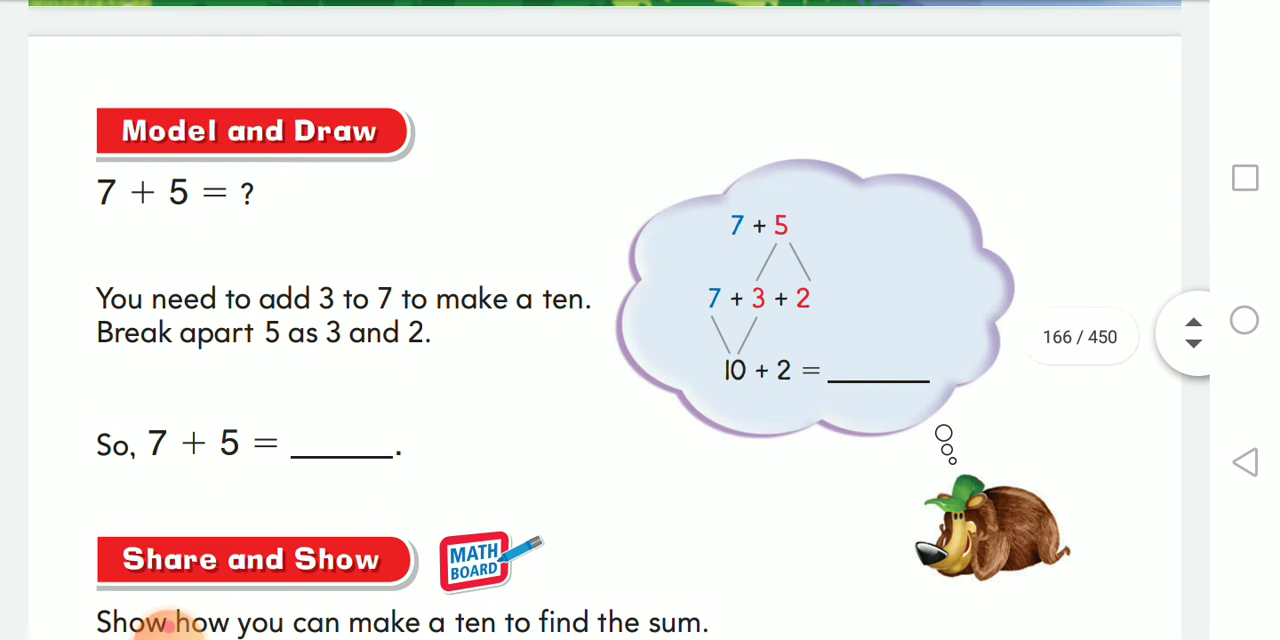 Model and Draw
7 + 5 = ?
You need to add 3 to 7 to make a ten.
Break apart 5 as 3 and 2.
So, 7 + 5 = ______.
7 + 5
7 + 3 + 2
10 + 2 = ______
166 / 450
Share and Show
MATH
BOARD
Show how you can make a ten to find the sum.